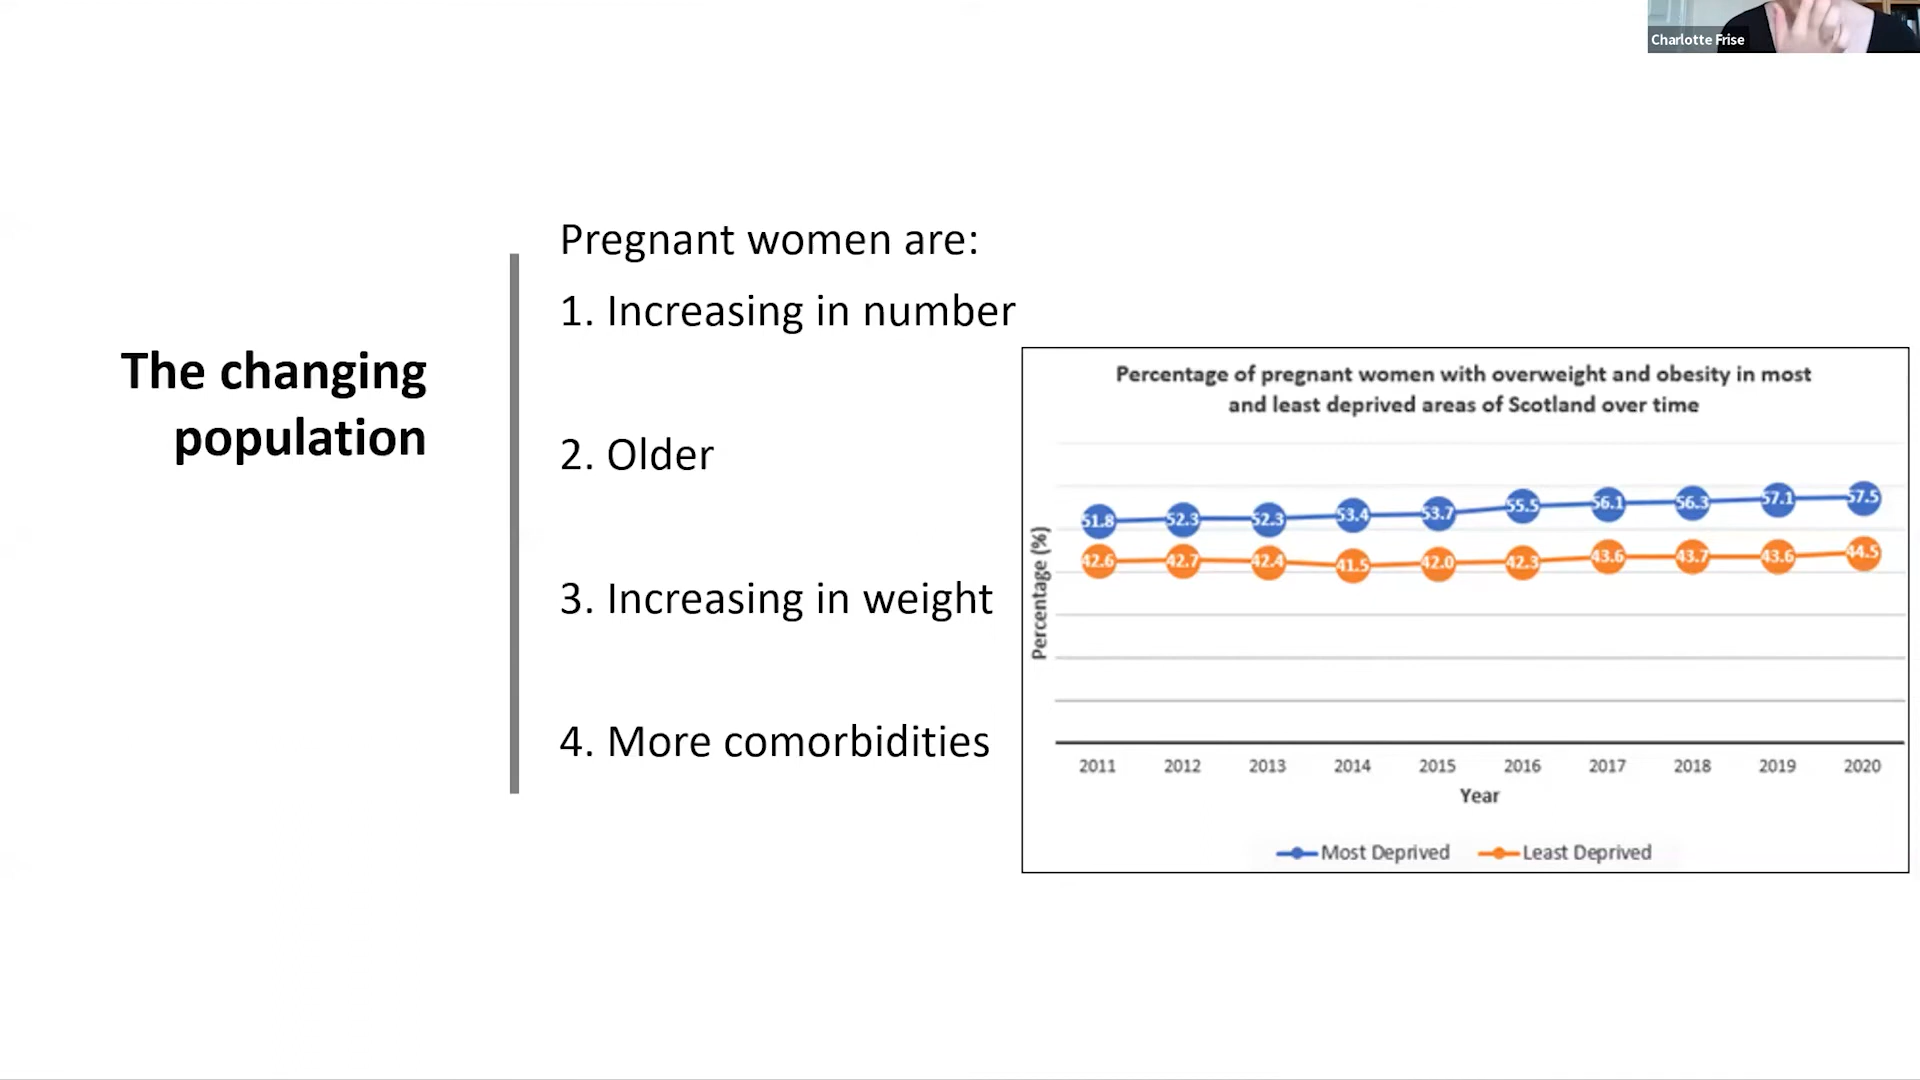 Charlotte Frise
The changing
population
Pregnant women are:
1. Increasing in number
2. Older
3. Increasing in weight
4. More comorbidities
Percentage of pregnant women with overweight and obesity in most
and least deprived areas of Scotland over time
Percentage (%)
51.8 52.3 52.3 53.4 53.7 55.5 56.1 56.3 57.1 57.5
42.6 42.7 42.4 41.5 42.0 42.3 43.6 43.7 43.6 44.5
2011 2012 2013 2014 2015 2016 2017 2018 2019 2020
Year
Most Deprived Least Deprived